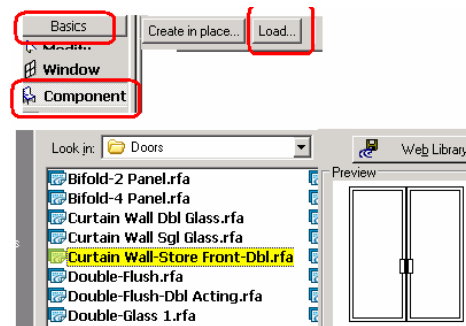 Basics
Create in place... Load...
Modify
Window
Component
Look in: Doors
Web Library
Preview
Bifold-2 Panel.rfa
Bifold-4 Panel.rfa
Curtain Wall Dbl Glass.rfa
Curtain Wall Sgl Glass.rfa
Curtain Wall-Store Front-Dbl.rfa
Double-Flush.rfa
Double-Flush-Dbl Acting.rfa
Double-Glass 1.rfa